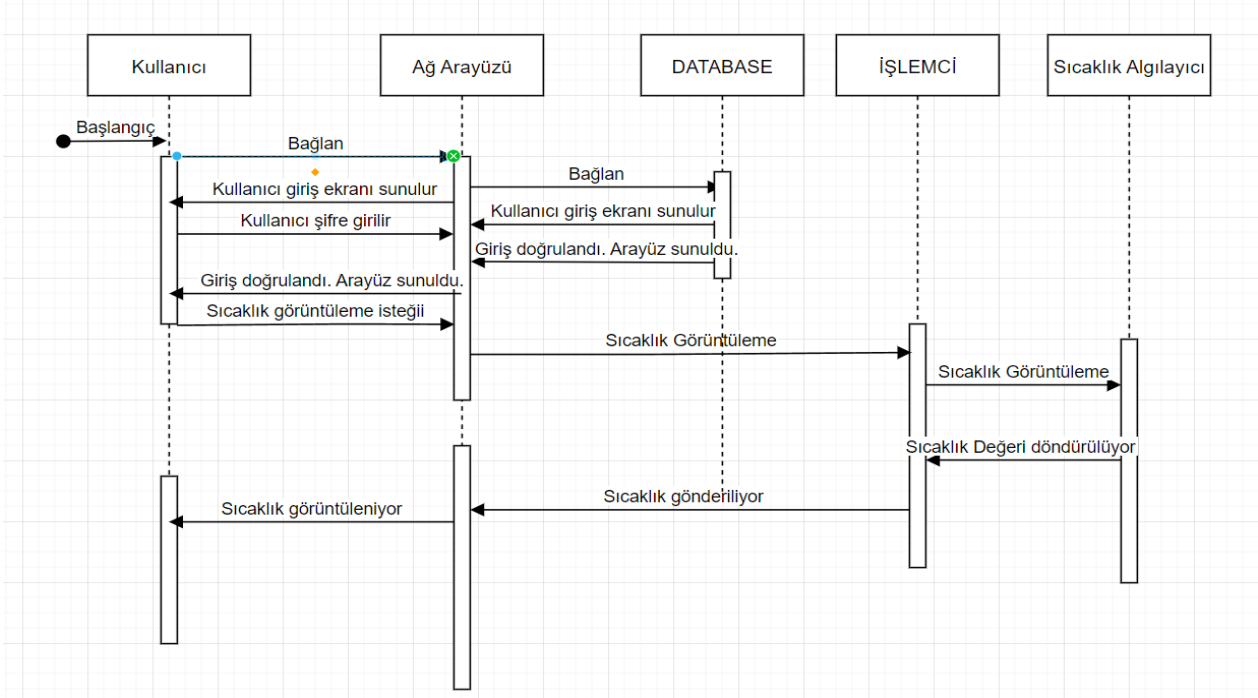 Kullanıcı
Ağ Arayüzü
DATABASE
İŞLEMCİ
Sıcaklık Algılayıcı
Başlangıç
Bağlan
Bağlan
Kullanıcı giriş ekranı sunulur
Kullanıcı giriş ekranı sunulur
Kullanıcı şifre girilir
Giriş doğrulandı. Arayüz sunuldu.
Giriş doğrulandı. Arayüz sunuldu.
Sıcaklık görüntüleme isteğii
Sıcaklık Görüntüleme
Sıcaklık Görüntüleme
Sıcaklık Değeri döndürülüyor
Sıcaklık gönderiliyor
Sıcaklık görüntüleniyor